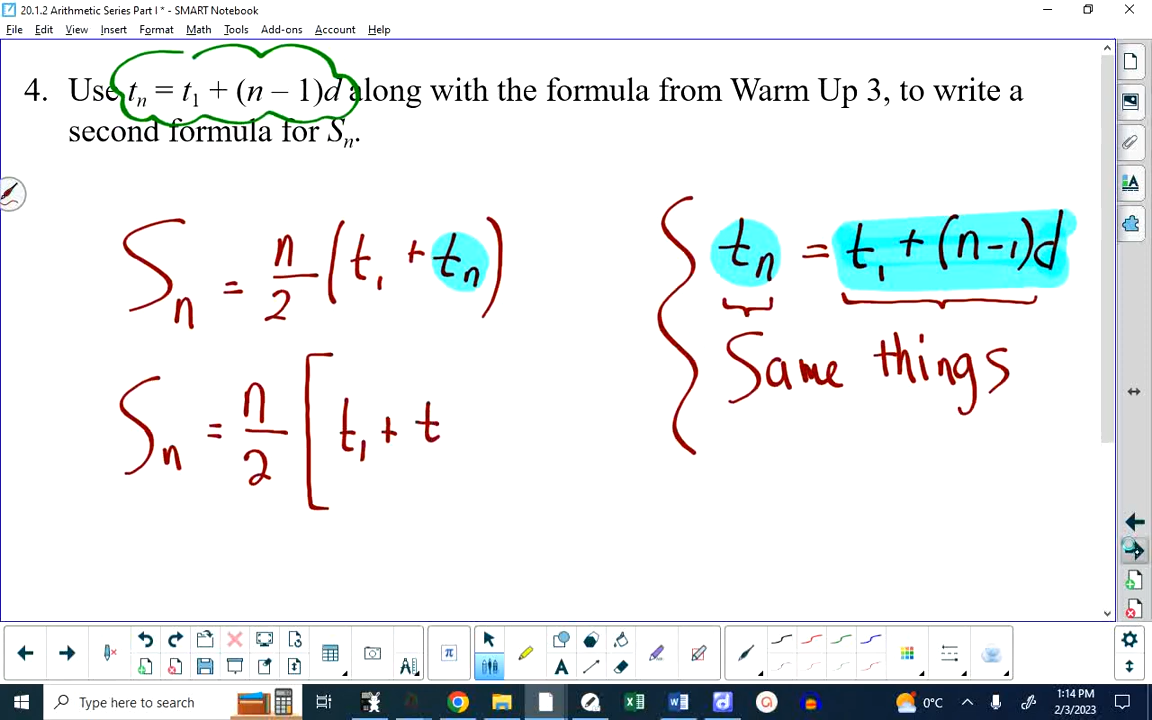 20.1.2 Arithmetic Series Part I * - SMART Notebook
File Edit View Insert Format Math Tools Add-ons Account Help
4. Use tₙ = t₁ + (n – 1)d along with the formula from Warm Up 3, to write a
second formula for Sₙ.
Sₙ = n/2 (t₁ + tₙ)
tₙ = t₁ + (n-1)d
Same things
Sₙ = n/2 [ t₁ + t
Type here to search
0°C
1:14 PM
2/3/2023